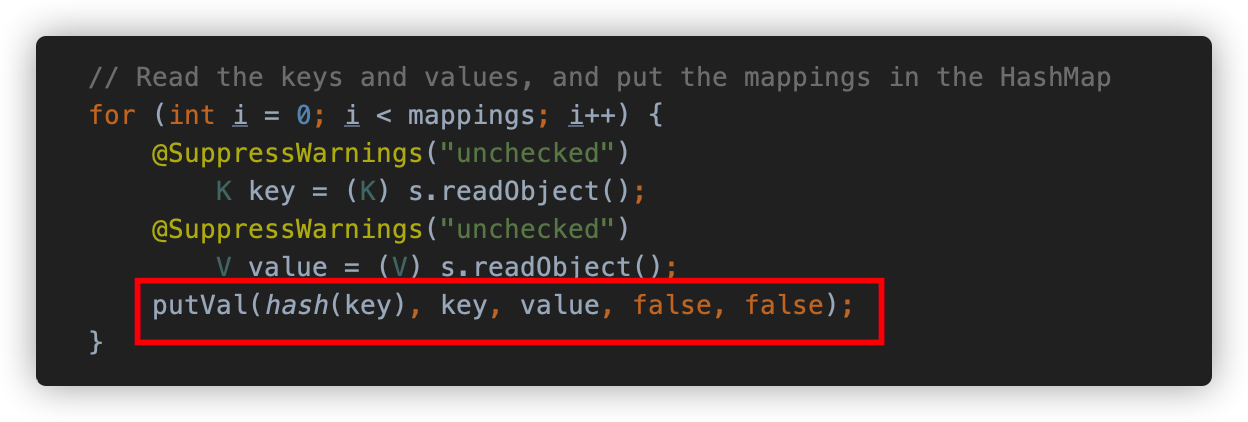 // Read the keys and values, and put the mappings in the HashMap
for (int i = 0; i < mappings; i++) {
@SuppressWarnings("unchecked")
K key = (K) s.readObject();
@SuppressWarnings("unchecked")
V value = (V) s.readObject();
putVal(hash(key), key, value, false, false);
}